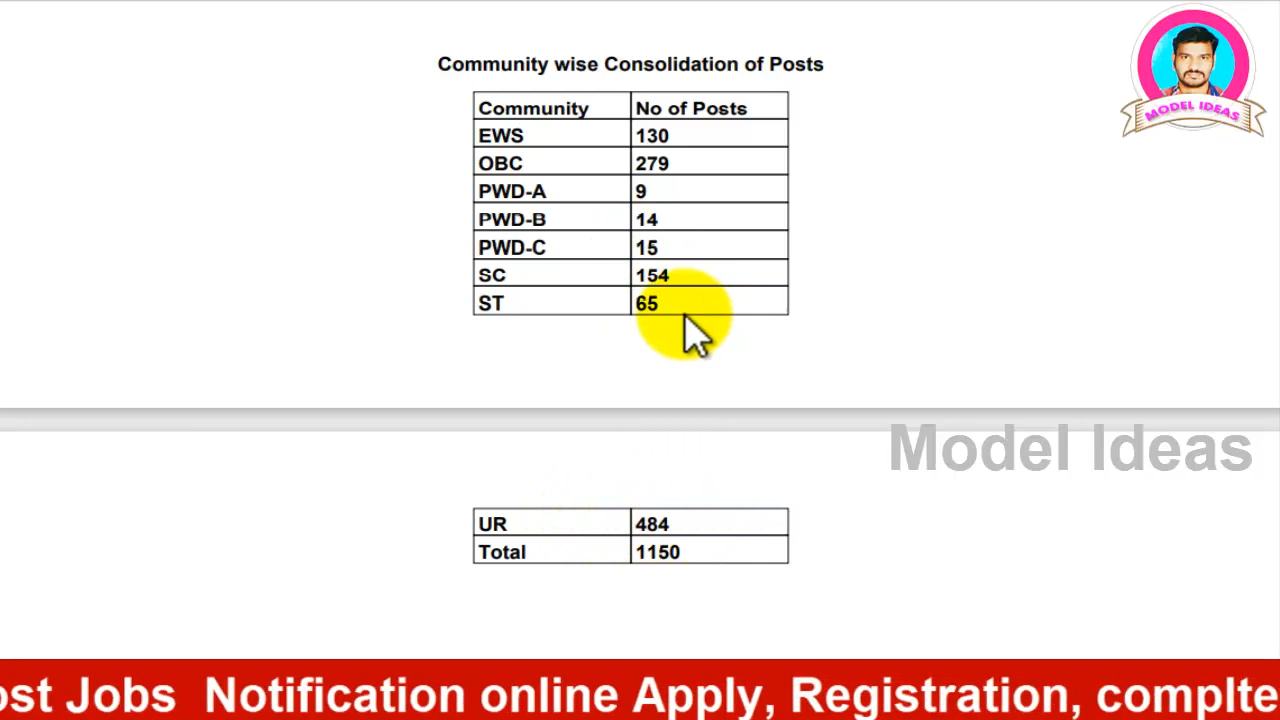 Community wise Consolidation of Posts
Community No of Posts
EWS 130
OBC 279
PWD-A 9
PWD-B 14
PWD-C 15
SC 154
ST 65
MODEL IDEAS
Model Ideas
UR 484
Total 1150
ost Jobs Notification online Apply, Registration, complte